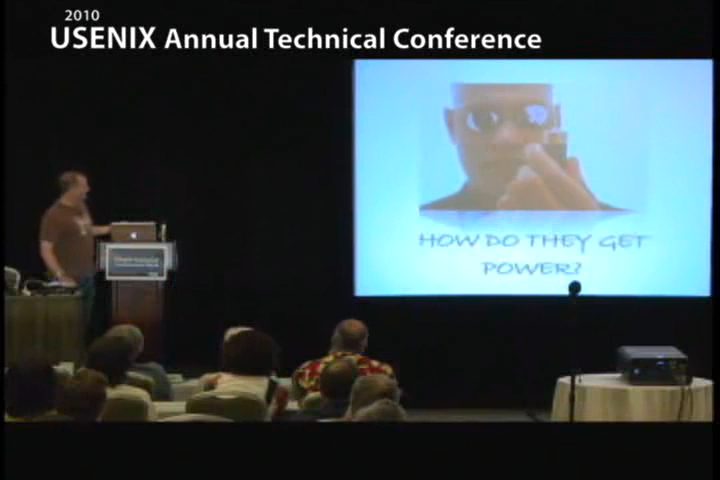 2010
USENIX Annual Technical Conference
HOW DO THEY GET
POWER?